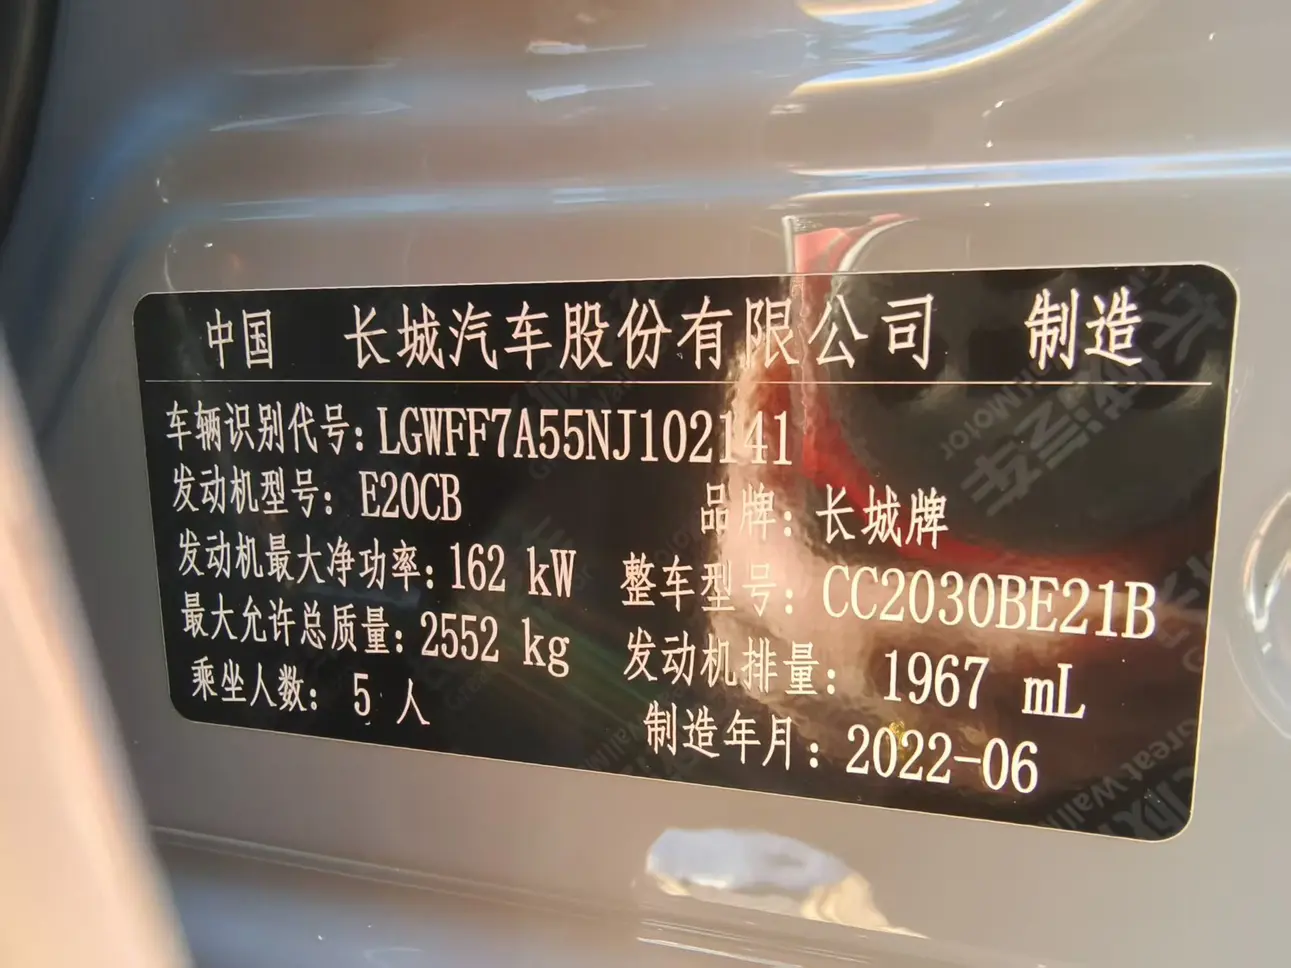 中国 长城汽车股份有限公司 制造
车辆识别代号：LGWFF7A55NJ102141
发动机型号：E20CB 品牌：长城牌
发动机最大净功率：162 kW 整车型号：CC2030BE21B
最大允许总质量：2552 kg 发动机排量：1967 mL
乘坐人数：5 人 制造年月：2022-06